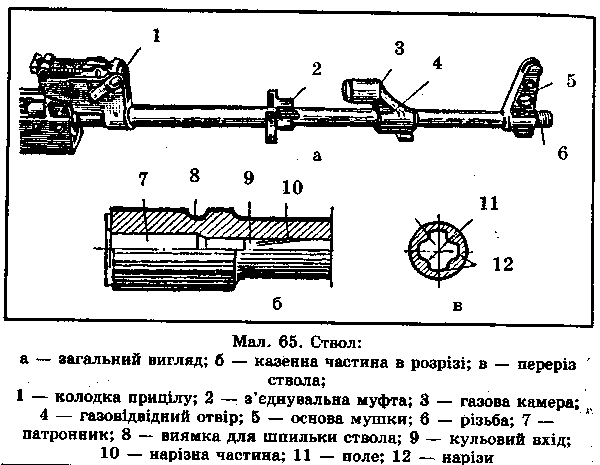 1
2
3
4
5
6
а
7
8
9
10
11
12
б
в
Мал. 65. Ствол:
а — загальний вигляд; б — казенна частина в розрізі; в — переріз
ствола;
1 — колодка прицілу; 2 — з'єднувальна муфта; 3 — газова камера;
4 — газовідвідний отвір; 5 — основа мушки; 6 — різьба; 7 —
патронник; 8 — виямка для шпильки ствола; 9 — кульовий вхід;
10 — нарізна частина; 11 — поле; 12 — нарізи